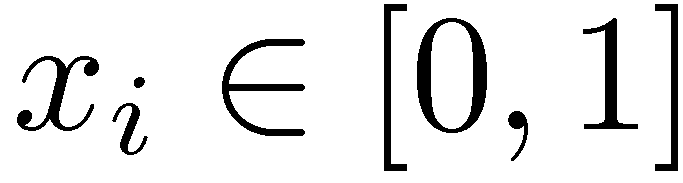 x_i ∈ [0, 1]